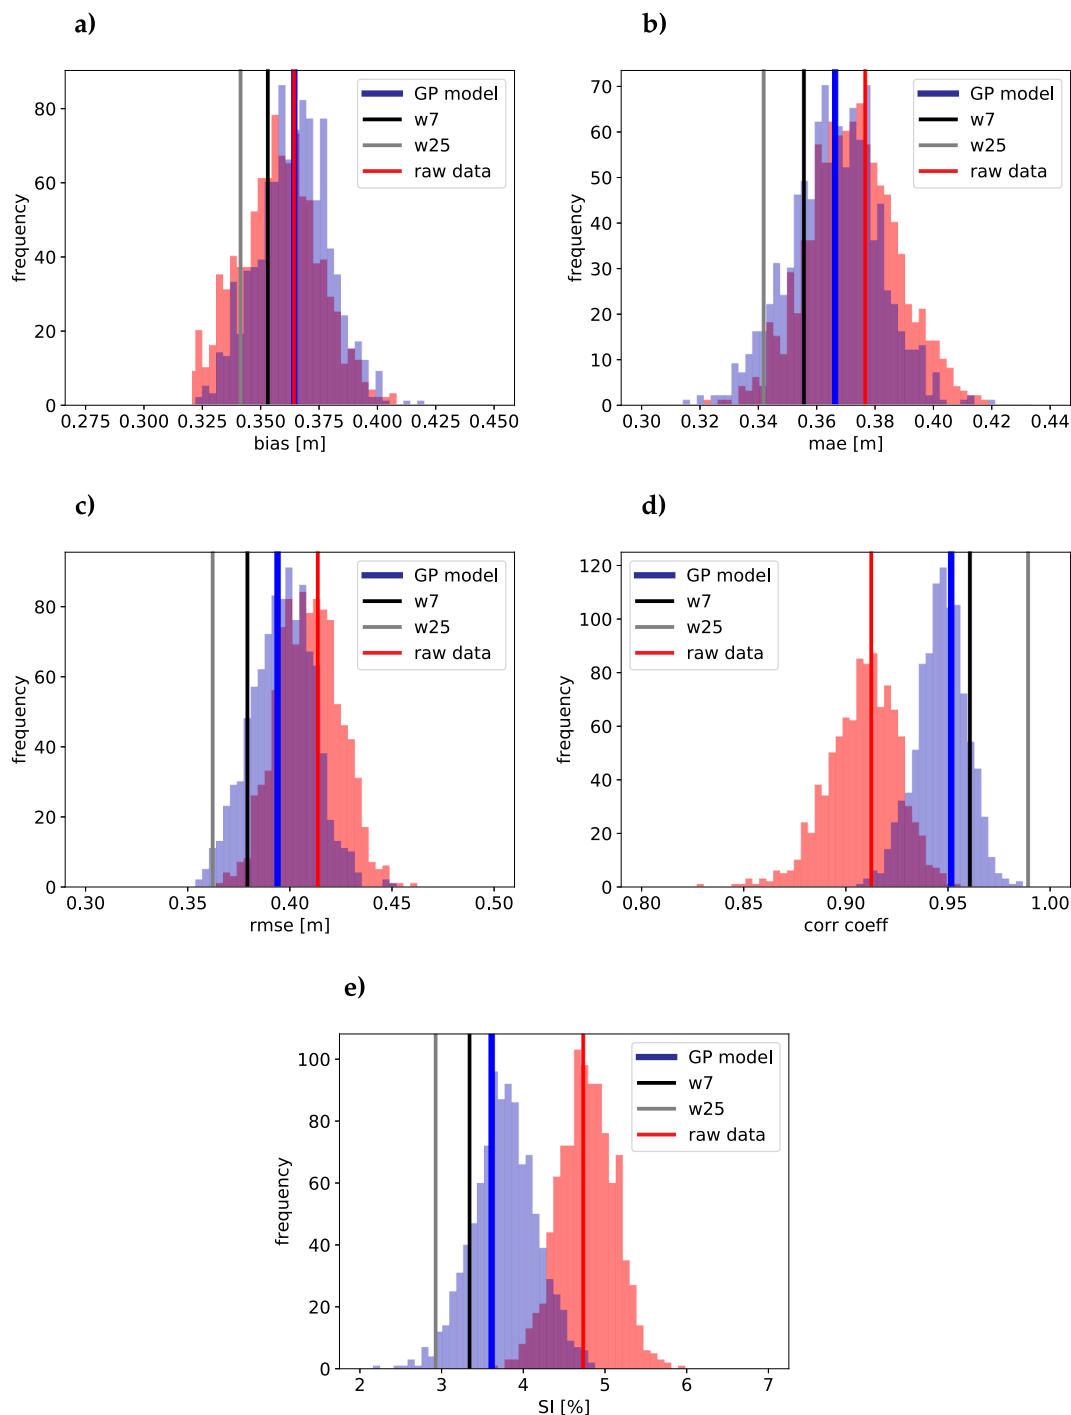 a)
80
60
40
20
0
frequency
0.275 0.300 0.325 0.350 0.375 0.400 0.425 0.450
bias [m]
GP model
w7
w25
raw data
b)
70
60
50
40
30
20
10
0
frequency
0.30 0.32 0.34 0.36 0.38 0.40 0.42 0.44
mae [m]
GP model
w7
w25
raw data
c)
80
60
40
20
0
frequency
0.30 0.35 0.40 0.45 0.50
rmse [m]
GP model
w7
w25
raw data
d)
120
100
80
60
40
20
0
frequency
0.80 0.85 0.90 0.95 1.00
corr coeff
GP model
w7
w25
raw data
e)
100
80
60
40
20
0
frequency
2 3 4 5 6 7
SI [%]
GP model
w7
w25
raw data